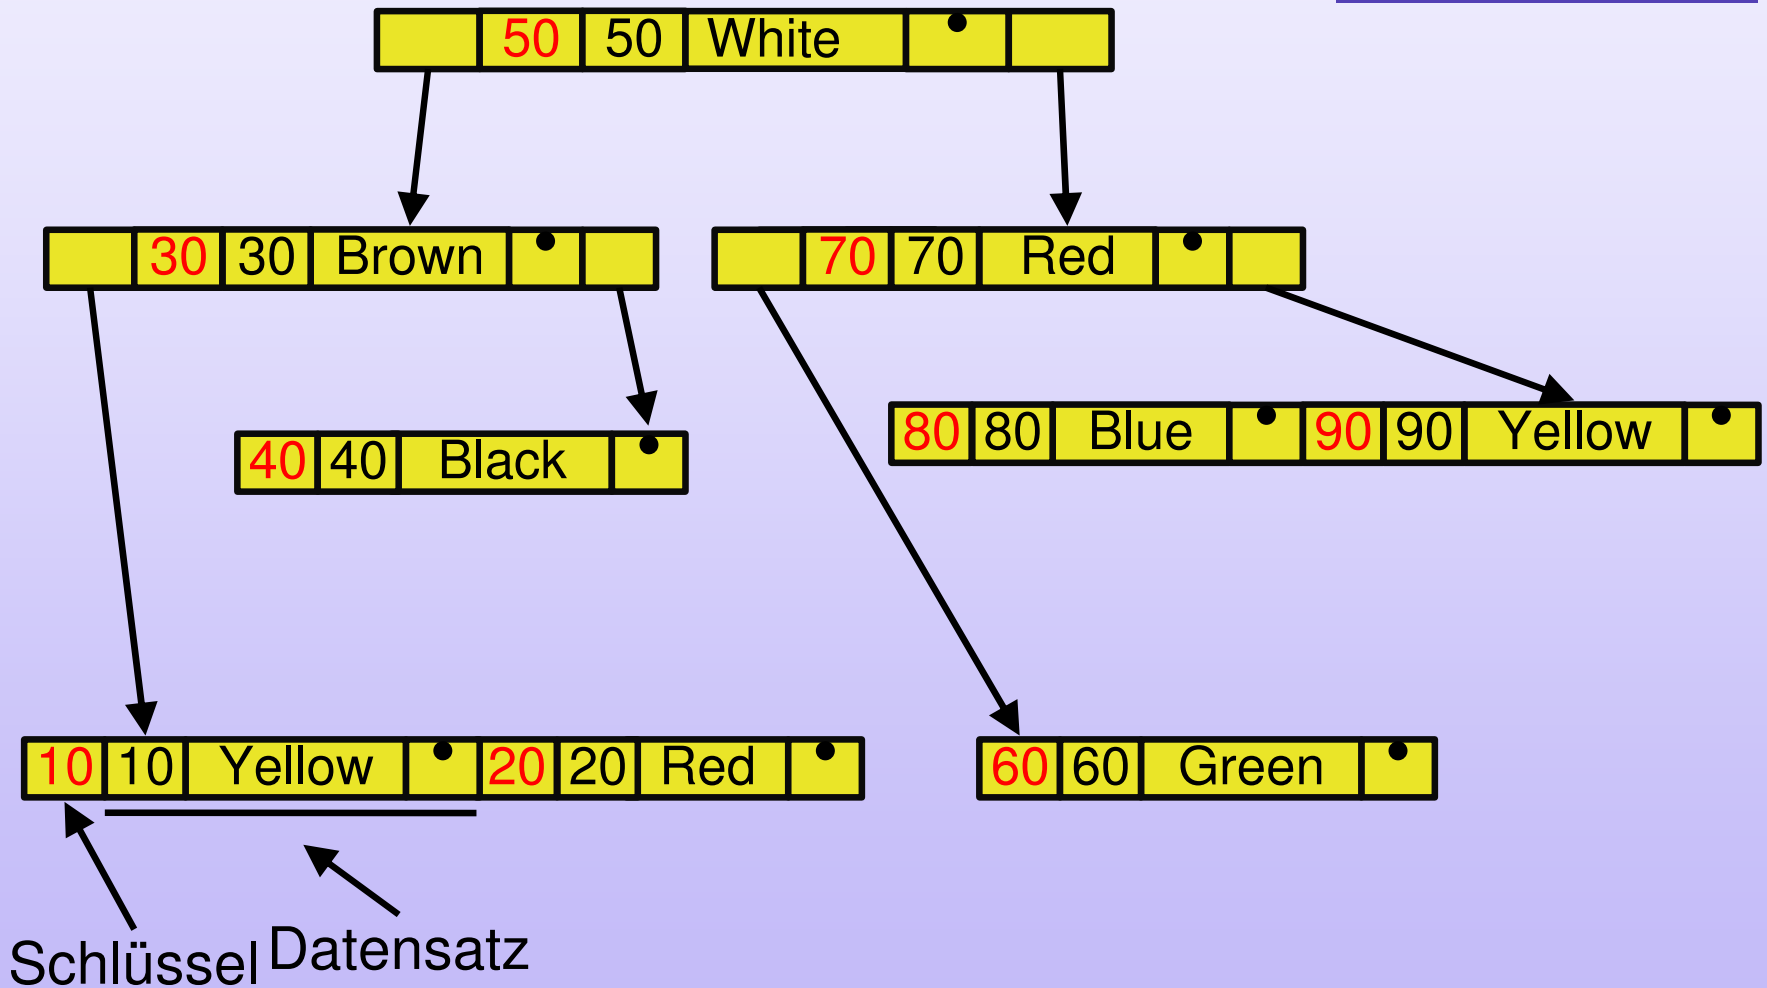 50 50 White
30 30 Brown
70 70 Red
40 40 Black
80 80 Blue 90 90 Yellow
10 10 Yellow 20 20 Red
60 60 Green
Schlüssel Datensatz